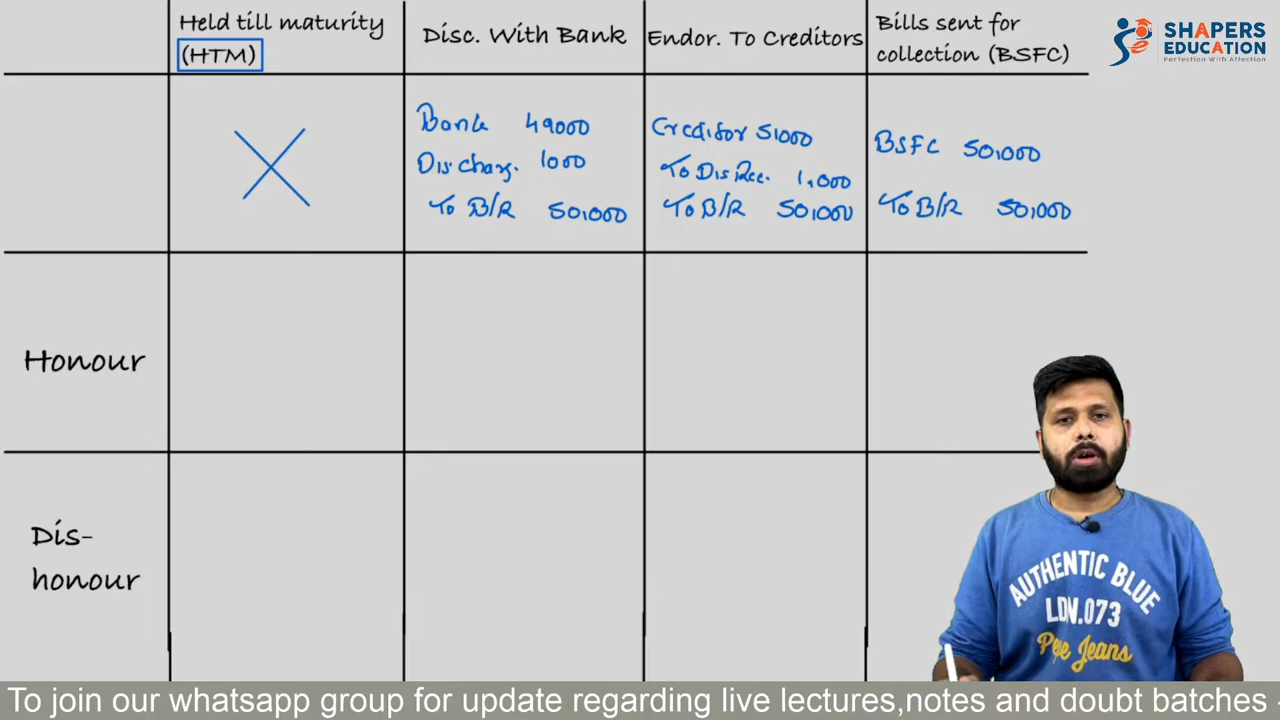 Held till maturity
(HTM)
Disc. With Bank
Endor. To Creditors
Bills sent for
collection (BSFC)
SHAPERS
EDUCATION
Perfection With Affection
Bank 49000
Dis charg. 1000
To B/R 50,000
Creditor 51000
To Dis Rec. 1,000
To B/R 50,000
BSFC 50,000
To B/R 50,000
Honour
Dis-
honour
AUTHENTIC BLUE
LDN.073
Pepe Jeans
To join our whatsapp group for update regarding live lectures,notes and doubt batches